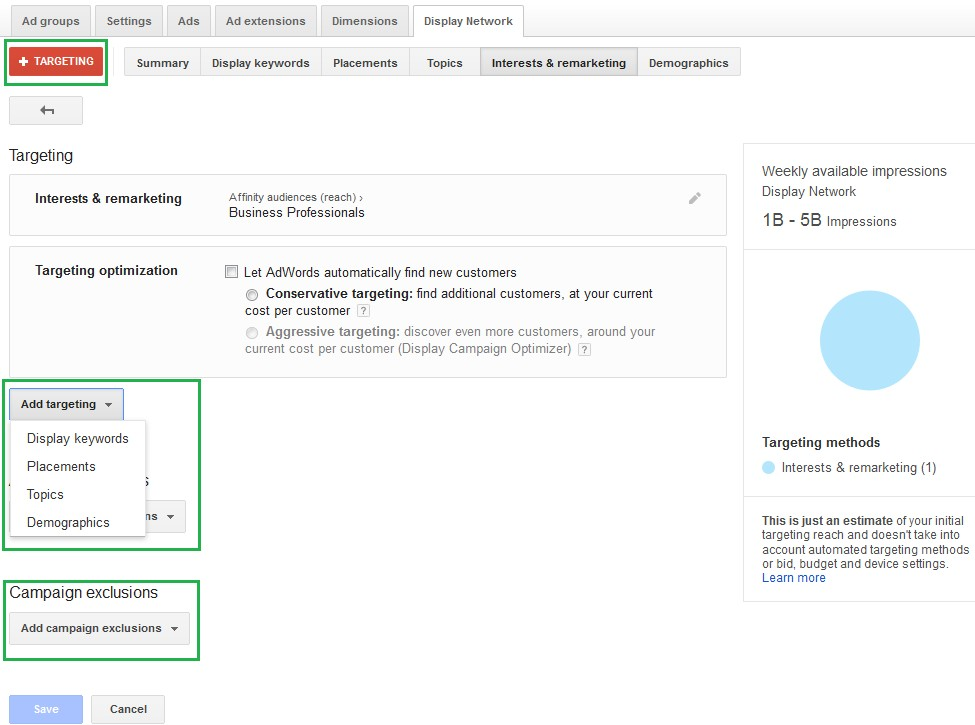 Ad groups Settings Ads Ad extensions Dimensions Display Network
+ TARGETING Summary Display keywords Placements Topics Interests & remarketing Demographics
Targeting
Interests & remarketing
Affinity audiences (reach) ›
Business Professionals
Targeting optimization
Let AdWords automatically find new customers
Conservative targeting: find additional customers, at your current
cost per customer ?
Aggressive targeting: discover even more customers, around your
current cost per customer (Display Campaign Optimizer) ?
Add targeting
Display keywords
Placements
Topics
Demographics
Campaign exclusions
Add campaign exclusions
Save Cancel
Weekly available impressions
Display Network
1B - 5B Impressions
Targeting methods
Interests & remarketing (1)
This is just an estimate of your initial
targeting reach and doesn't take into
account automated targeting methods
or bid, budget and device settings.
Learn more